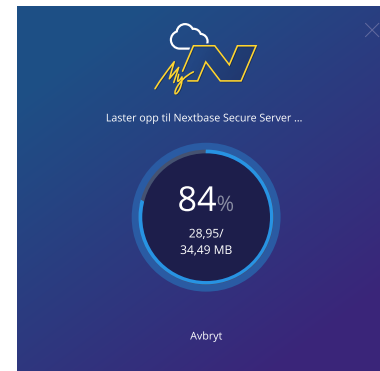 My N
Laster opp til Nextbase Secure Server ...
84%
28,95/
34,49 MB
Avbryt